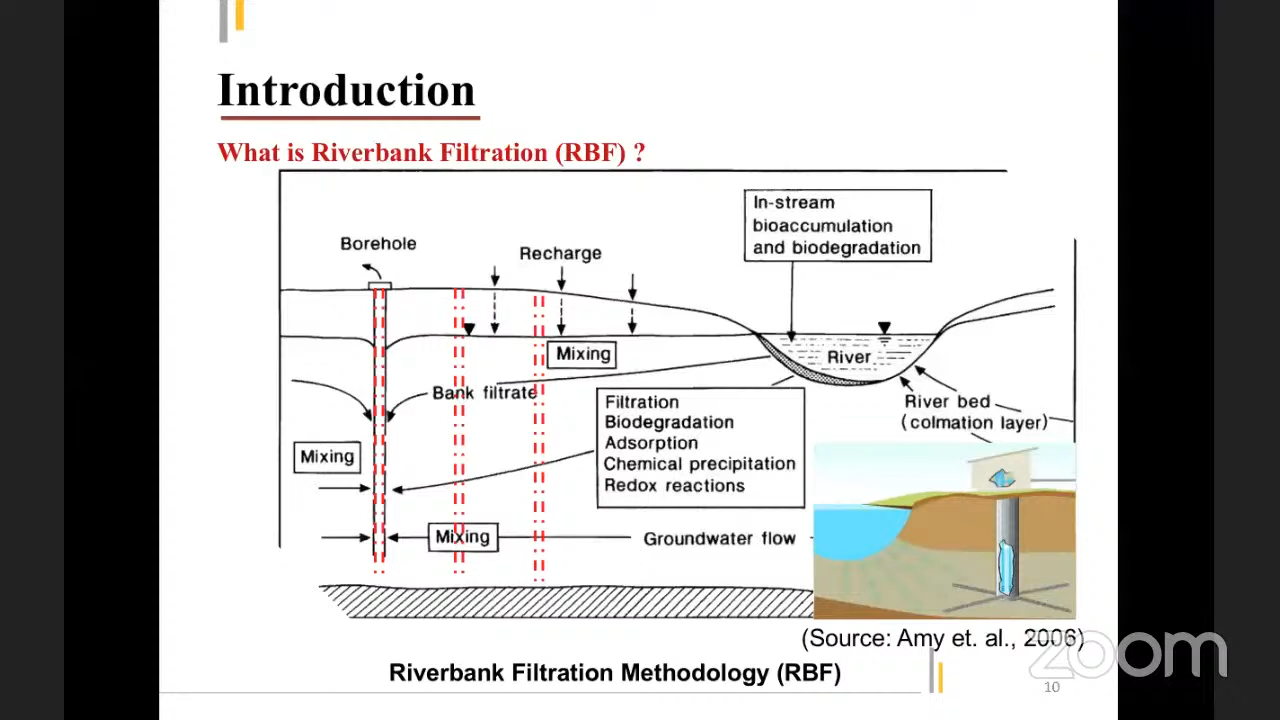 Introduction
What is Riverbank Filtration (RBF) ?
In-stream
bioaccumulation
and biodegradation
Borehole
Recharge
Mixing
River
Bank filtrate
Filtration
Biodegradation
Adsorption
Chemical precipitation
Redox reactions
River bed
(colmation layer)
Mixing
Mixing
Groundwater flow
(Source: Amy et. al., 2006)
zoom
Riverbank Filtration Methodology (RBF)
10